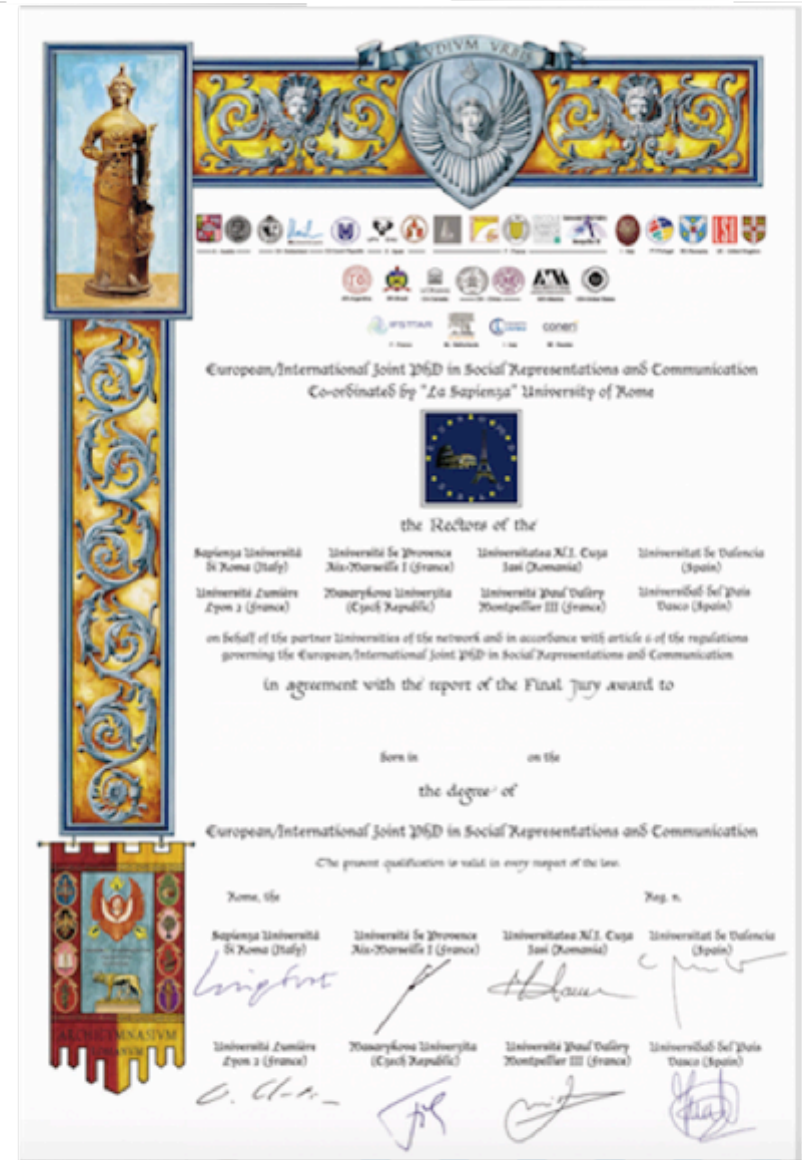 STVDIVM VRBIS
IFSTTAR
coneri
European/International Joint PhD in Social Representations and Communication
Co-ordinated by "La Sapienza" University of Rome
the Rectors of the
Sapienza Università di Roma (Italy)
Université de Provence Aix-Marseille I (France)
Universitatea Al.I. Cuza Iasi (Romania)
Universitat de Valencia (Spain)
Université Lumière Lyon 2 (France)
Masarykova Univerzita (Czech Republic)
Université Paul Valéry Montpellier III (France)
Universidad del Pais Vasco (Spain)
on behalf of the partner Universities of the network and in accordance with article 6 of the regulations
governing the European/International Joint PhD in Social Representations and Communication
in agreement with the report of the Final Jury award to
Born in on the
the degree of
European/International Joint PhD in Social Representations and Communication
The present qualification is valid in every respect of the law.
Rome, the Reg. n.
Sapienza Università di Roma (Italy)
Université de Provence Aix-Marseille I (France)
Universitatea Al.I. Cuza Iasi (Romania)
Universitat de Valencia (Spain)
Université Lumière Lyon 2 (France)
Masarykova Univerzita (Czech Republic)
Université Paul Valéry Montpellier III (France)
Universidad del Pais Vasco (Spain)
ARCHIGYMNASIVM